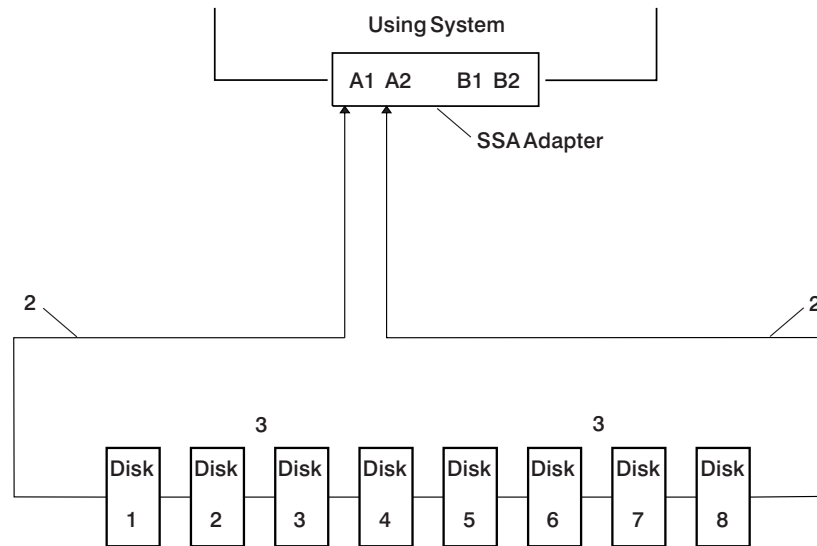 Using System
A1 A2 B1 B2
SSA Adapter
2 2
3 3
Disk Disk Disk Disk Disk Disk Disk Disk
1 2 3 4 5 6 7 8